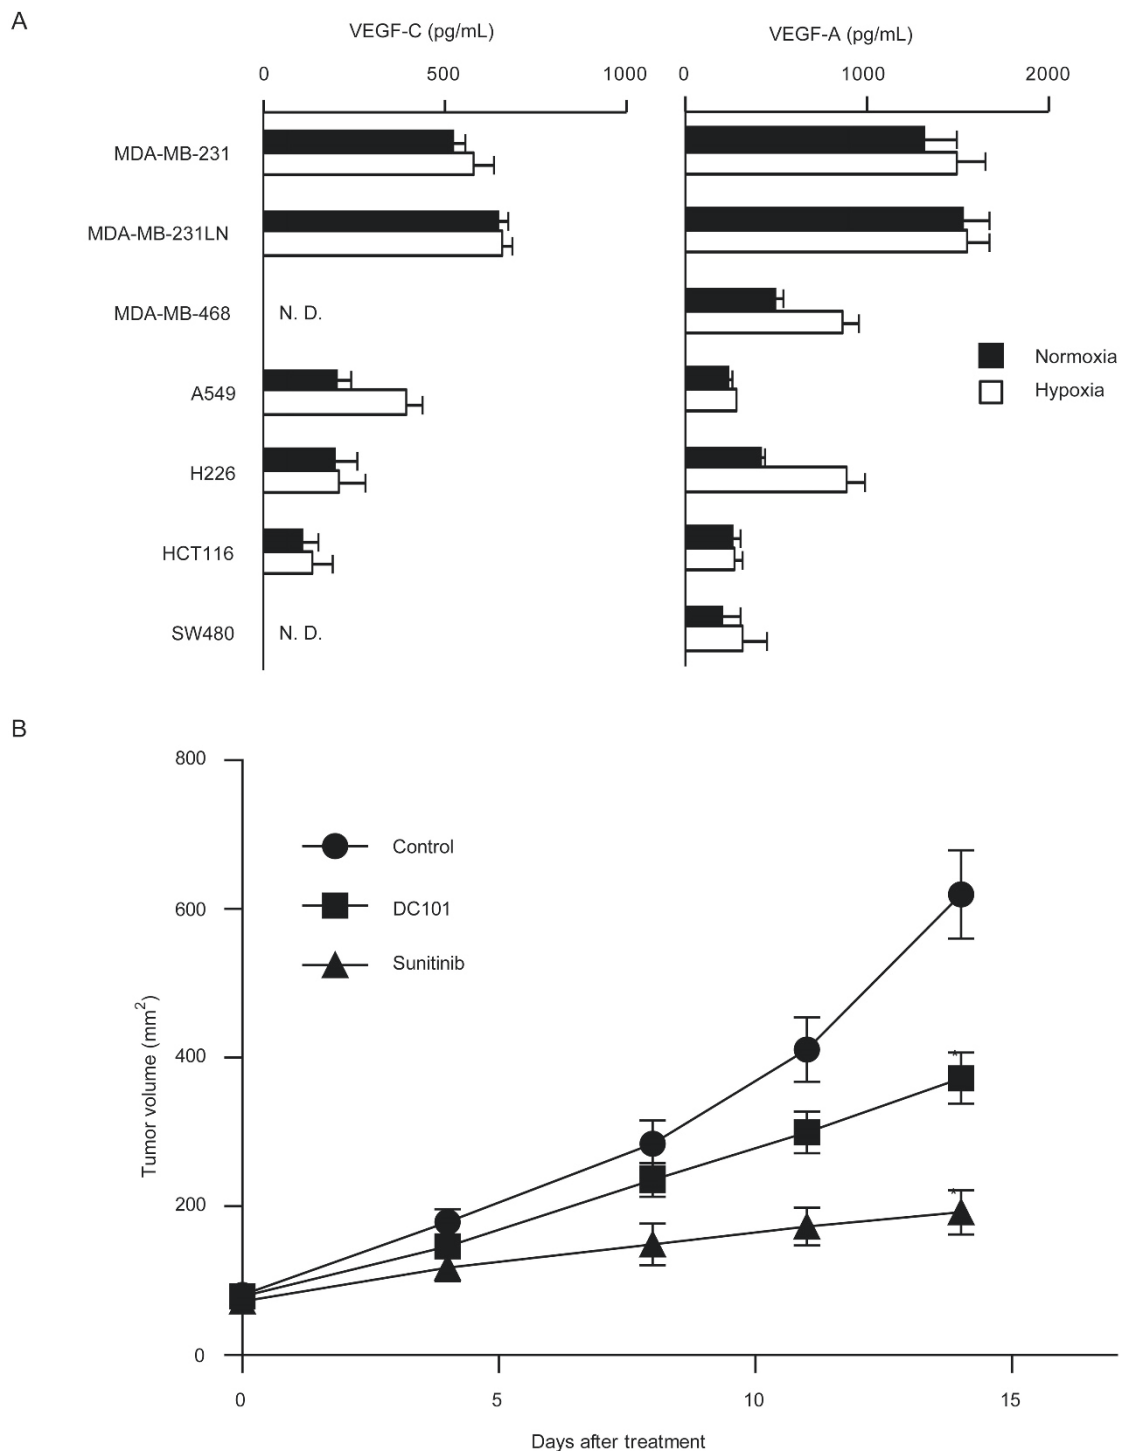 A
VEGF-C (pg/mL)
VEGF-A (pg/mL)
0 500 1000
0 1000 2000
MDA-MB-231
MDA-MB-231LN
MDA-MB-468
N. D.
A549
H226
HCT116
SW480
N. D.
Normoxia
Hypoxia
B
800
600
400
200
0
Tumor volume (mm²)
Control
DC101
Sunitinib
*
*
0 5 10 15
Days after treatment